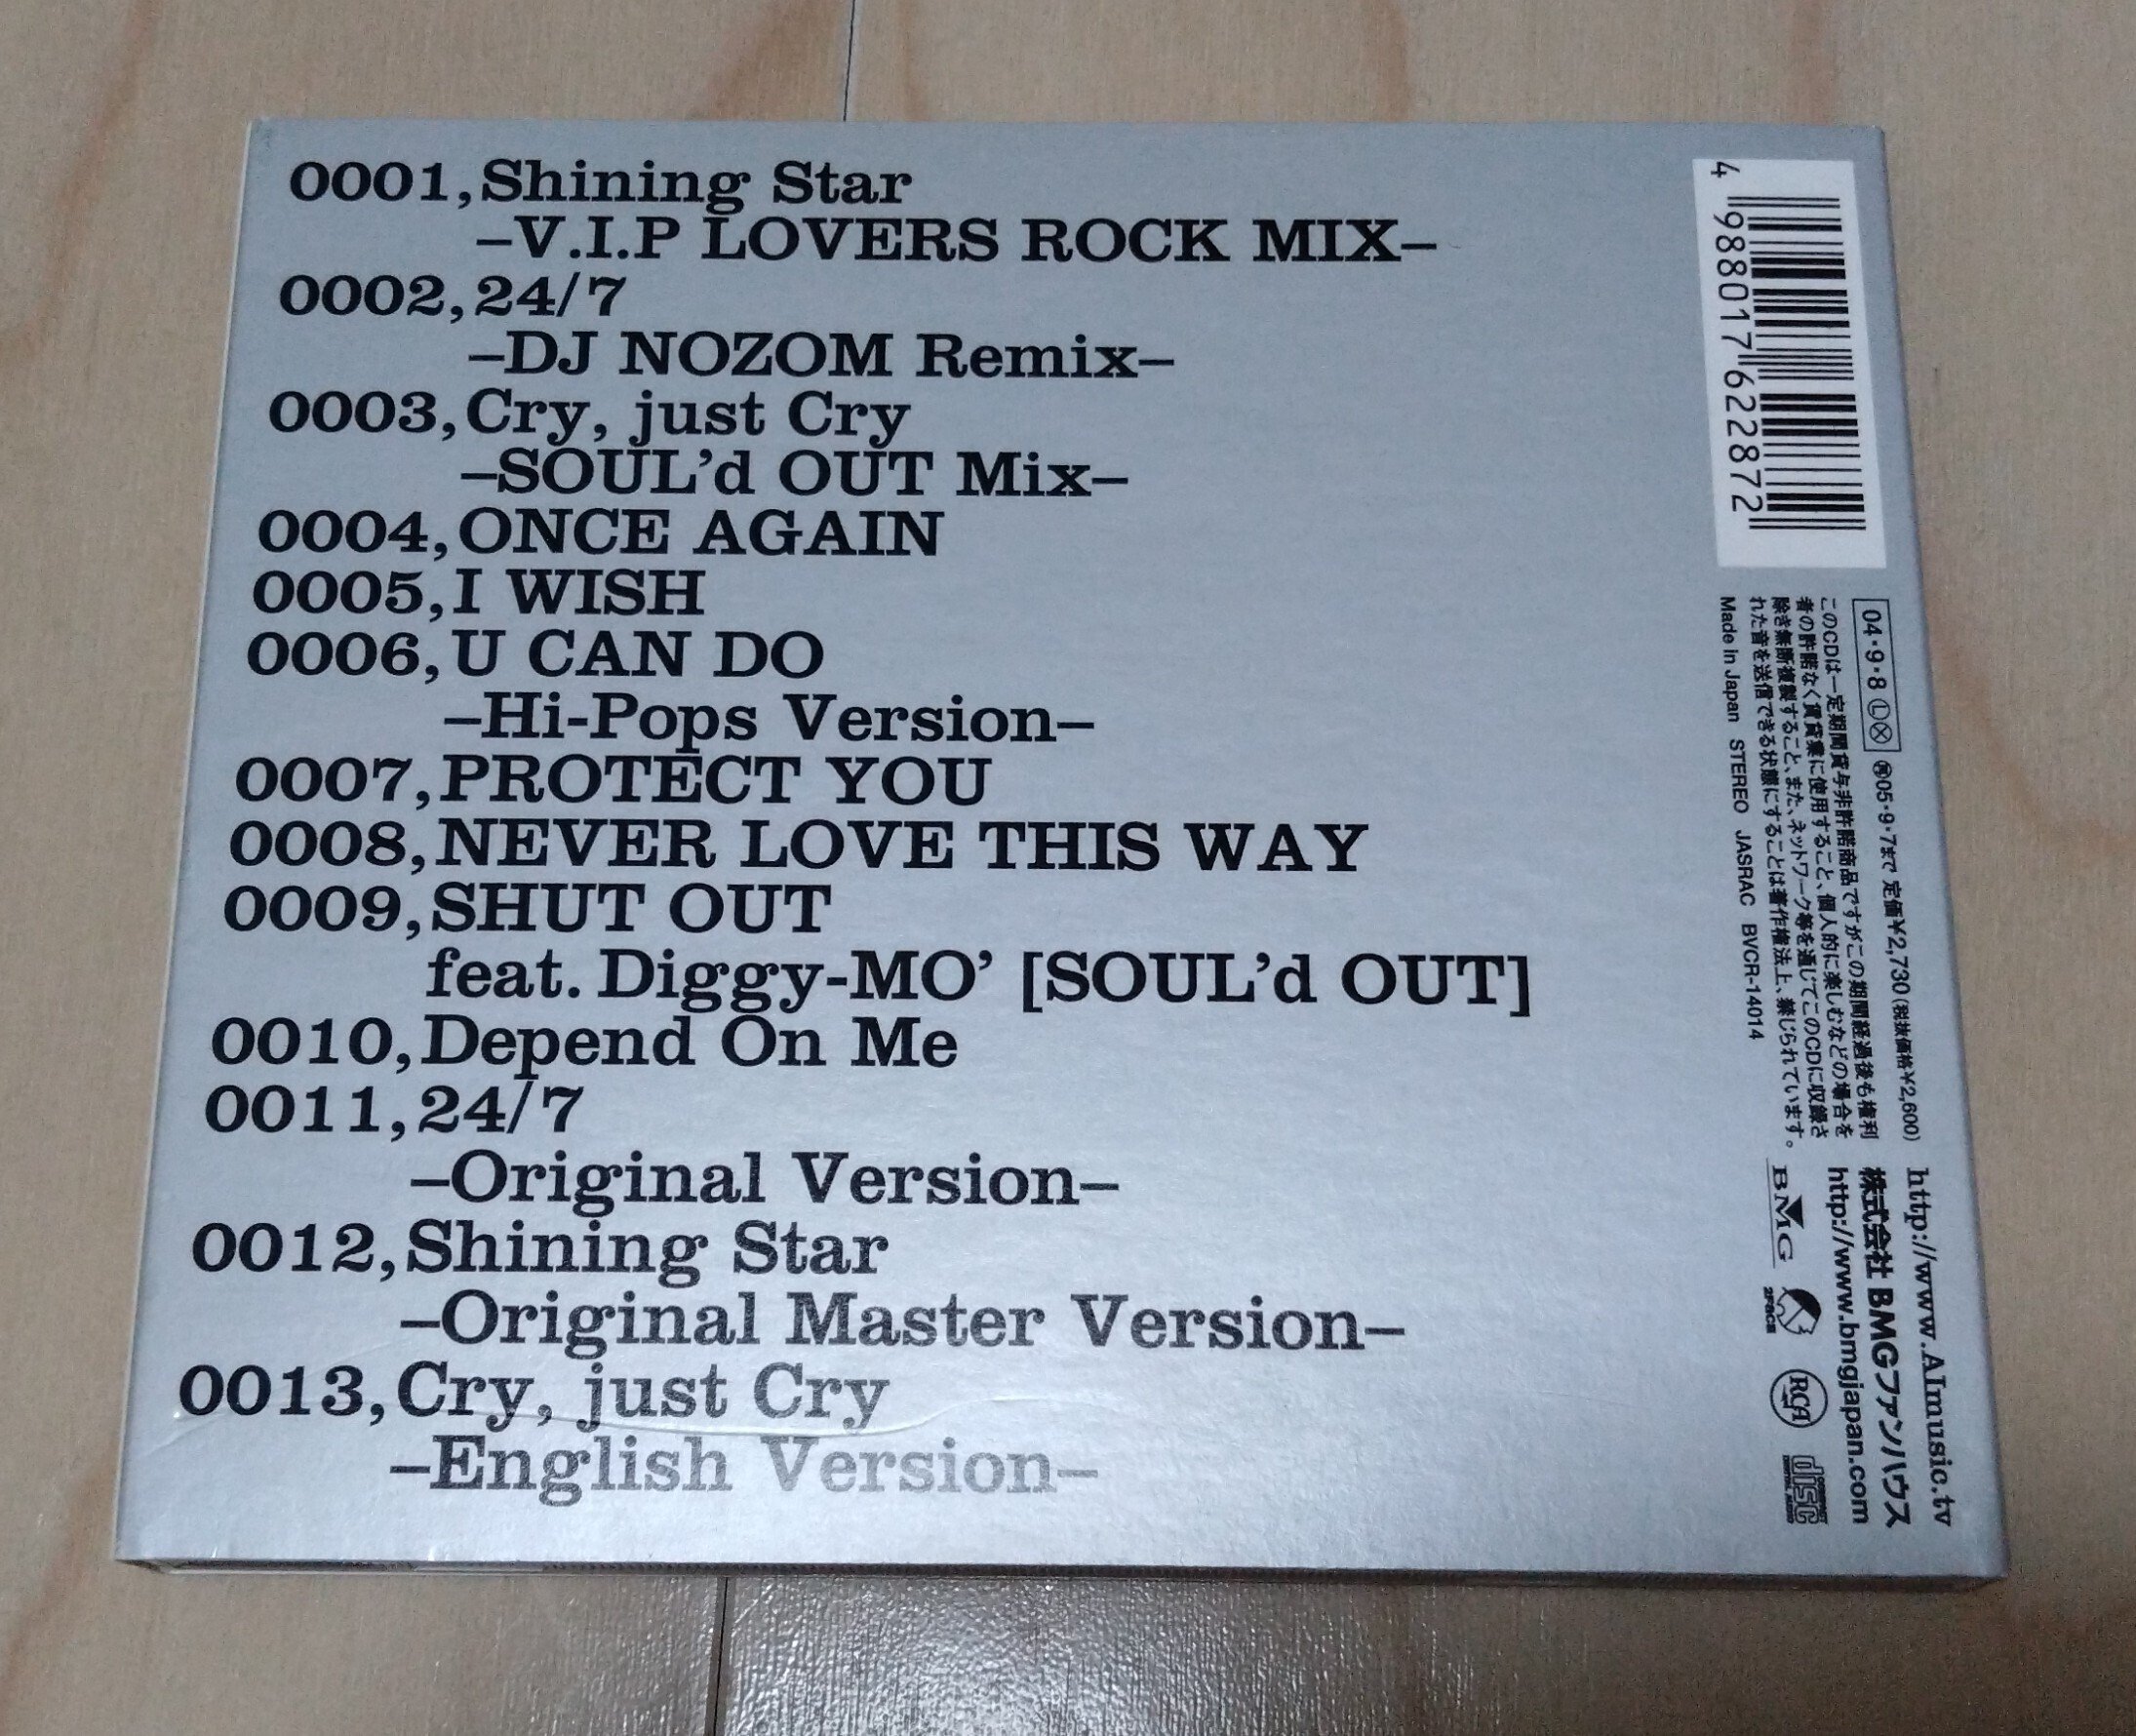 0001, Shining Star
–V.I.P LOVERS ROCK MIX–
0002, 24/7
–DJ NOZOM Remix–
0003, Cry, just Cry
–SOUL’d OUT Mix–
0004, ONCE AGAIN
0005, I WISH
0006, U CAN DO
–Hi-Pops Version–
0007, PROTECT YOU
0008, NEVER LOVE THIS WAY
0009, SHUT OUT
feat. Diggy-MO’ [SOUL’d OUT]
0010, Depend On Me
0011, 24/7
–Original Version–
0012, Shining Star
–Original Master Version–
0013, Cry, just Cry
–English Version–
4 988017 622872
04・9・8 Ⓛ Ⓧ 05・9・7まで 定価¥2,730(税抜価格¥2,600)
このCDは一定期間貸与非許諾商品ですがこの期間経過後も権利
者の許諾なく賃貸業に使用すること、個人的に楽しむなどの場合を
除き無断複製すること、また、ネットワーク等を通じてこのCDに収録さ
れた音を送信できる状態にすることは著作権法上、禁じられています。
Made in Japan STEREO JASRAC BVCR-14014
http://www.AImusic.tv
株式会社 BMGファンハウス
http://www.bmgjapan.com
BMG
2Face
RCA
COMPACT
disc
DIGITAL AUDIO